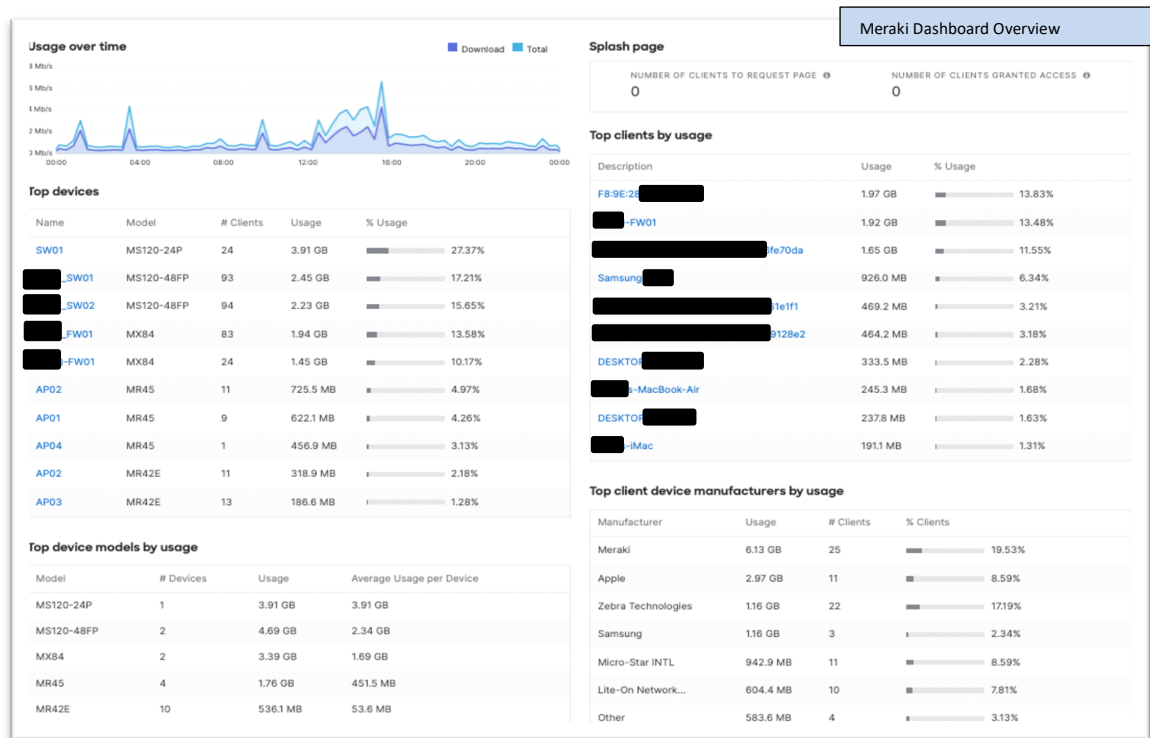 Meraki Dashboard Overview
Usage over time
Download Total
8 Mb/s
6 Mb/s
4 Mb/s
2 Mb/s
0 Mb/s
00:00 04:00 08:00 12:00 16:00 20:00 00:00
Top devices
Name Model # Clients Usage % Usage
SW01 MS120-24P 24 3.91 GB 27.37%
_SW01 MS120-48FP 93 2.45 GB 17.21%
_SW02 MS120-48FP 94 2.23 GB 15.65%
_FW01 MX84 83 1.94 GB 13.58%
-FW01 MX84 24 1.45 GB 10.17%
AP02 MR45 11 725.5 MB 4.97%
AP01 MR45 9 622.1 MB 4.26%
AP04 MR45 1 456.9 MB 3.13%
AP02 MR42E 11 318.9 MB 2.18%
AP03 MR42E 13 186.6 MB 1.28%
Top device models by usage
Model # Devices Usage Average Usage per Device
MS120-24P 1 3.91 GB 3.91 GB
MS120-48FP 2 4.69 GB 2.34 GB
MX84 2 3.39 GB 1.69 GB
MR45 4 1.76 GB 451.5 MB
MR42E 10 536.1 MB 53.6 MB
Splash page
NUMBER OF CLIENTS TO REQUEST PAGE NUMBER OF CLIENTS GRANTED ACCESS
0 0
Top clients by usage
Description Usage % Usage
F8:9E:28 1.97 GB 13.83%
-FW01 1.92 GB 13.48%
fe70da 1.65 GB 11.55%
Samsung 926.0 MB 6.34%
1e1f1 469.2 MB 3.21%
9128e2 464.2 MB 3.18%
DESKTOP 333.5 MB 2.28%
s-MacBook-Air 245.3 MB 1.68%
DESKTOP 237.8 MB 1.63%
-iMac 191.1 MB 1.31%
Top client device manufacturers by usage
Manufacturer Usage # Clients % Clients
Meraki 6.13 GB 25 19.53%
Apple 2.97 GB 11 8.59%
Zebra Technologies 1.16 GB 22 17.19%
Samsung 1.16 GB 3 2.34%
Micro-Star INTL 942.9 MB 11 8.59%
Lite-On Network... 604.4 MB 10 7.81%
Other 583.6 MB 4 3.13%